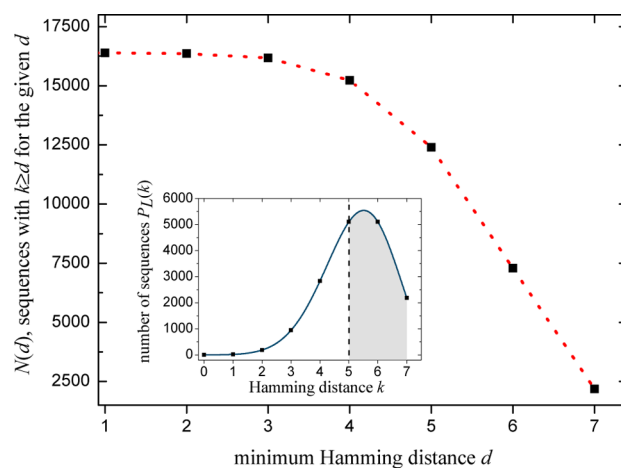 17500
15000
12500
10000
7500
5000
2500
N(d), sequences with k≥d for the given d
1 2 3 4 5 6 7
minimum Hamming distance d
6000
5000
4000
3000
2000
1000
0
number of sequences P_L(k)
0 1 2 3 4 5 6 7
Hamming distance k